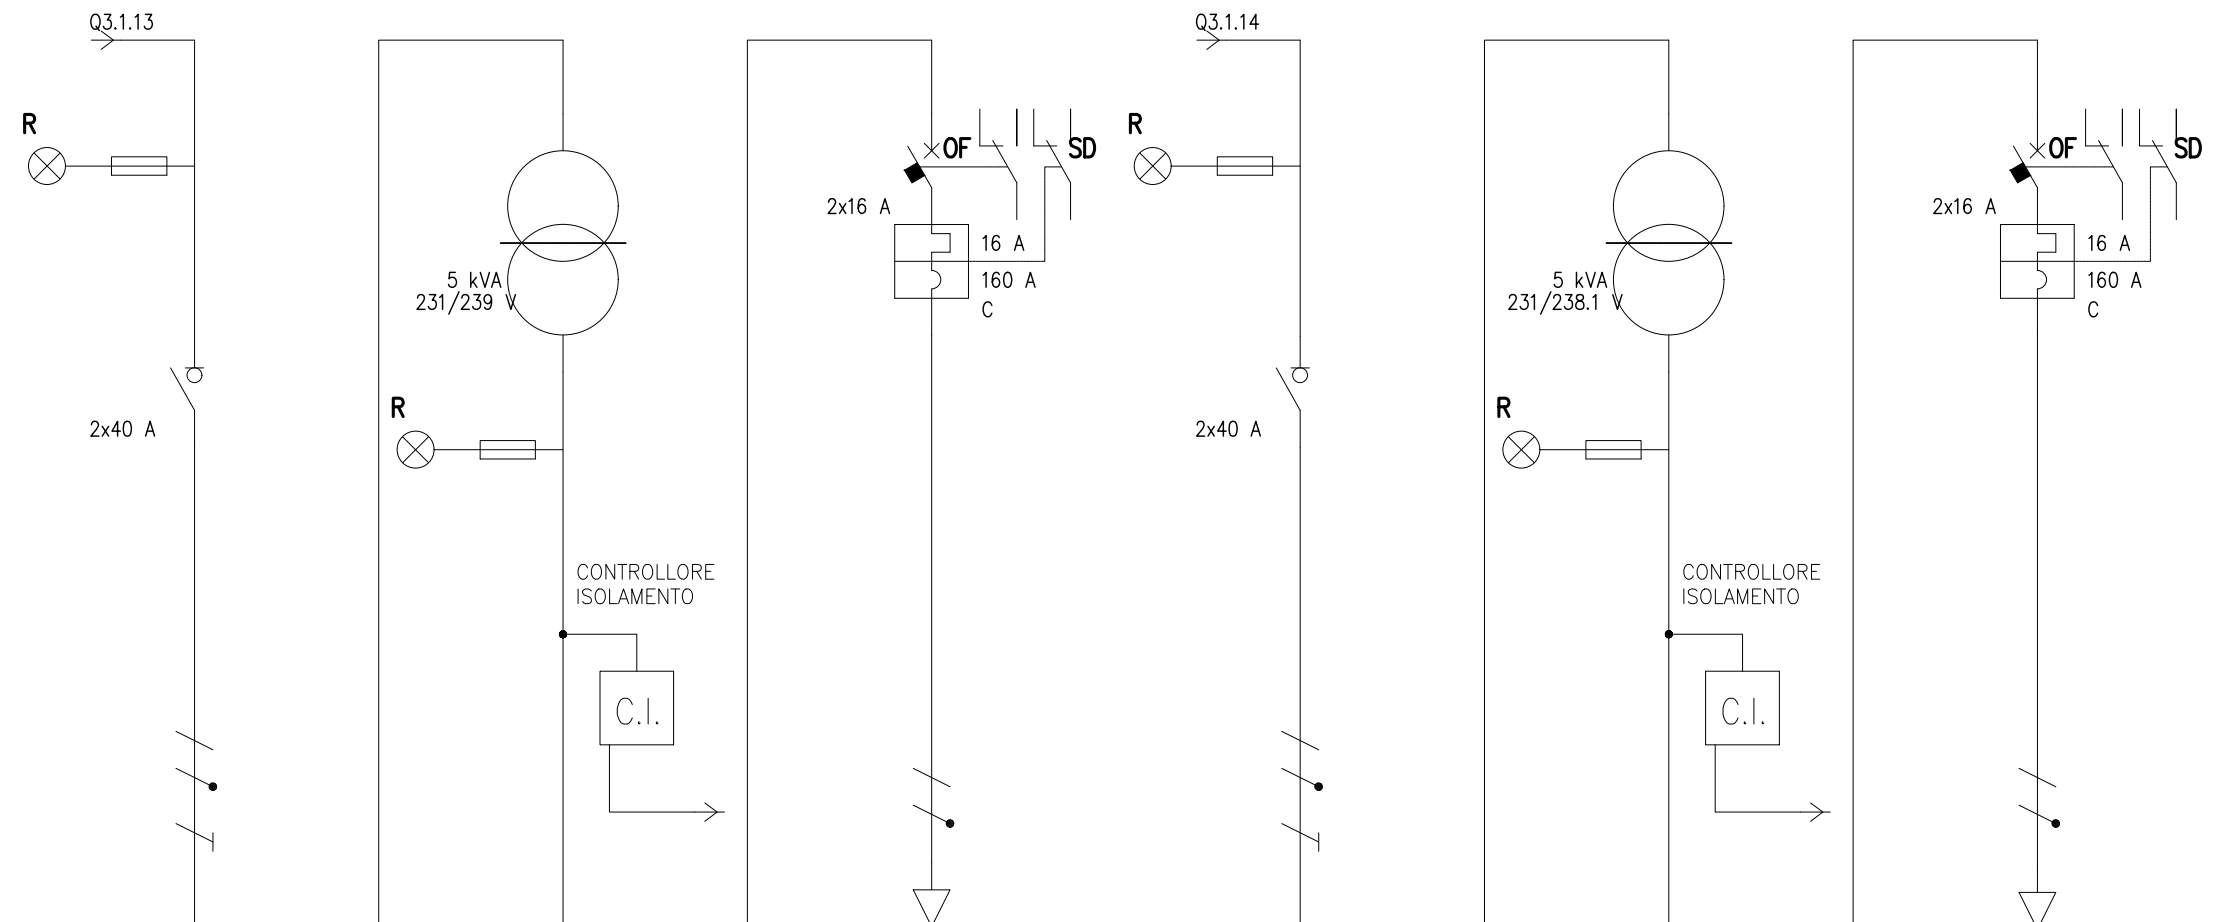 Q3.1.13
R
2x40 A
5 kVA
231/239 V
R
CONTROLLORE
ISOLAMENTO
C.I.
OF
SD
2x16 A
16 A
160 A
C
Q3.1.14
R
2x40 A
5 kVA
231/238.1 V
R
CONTROLLORE
ISOLAMENTO
C.I.
OF
SD
2x16 A
16 A
160 A
C